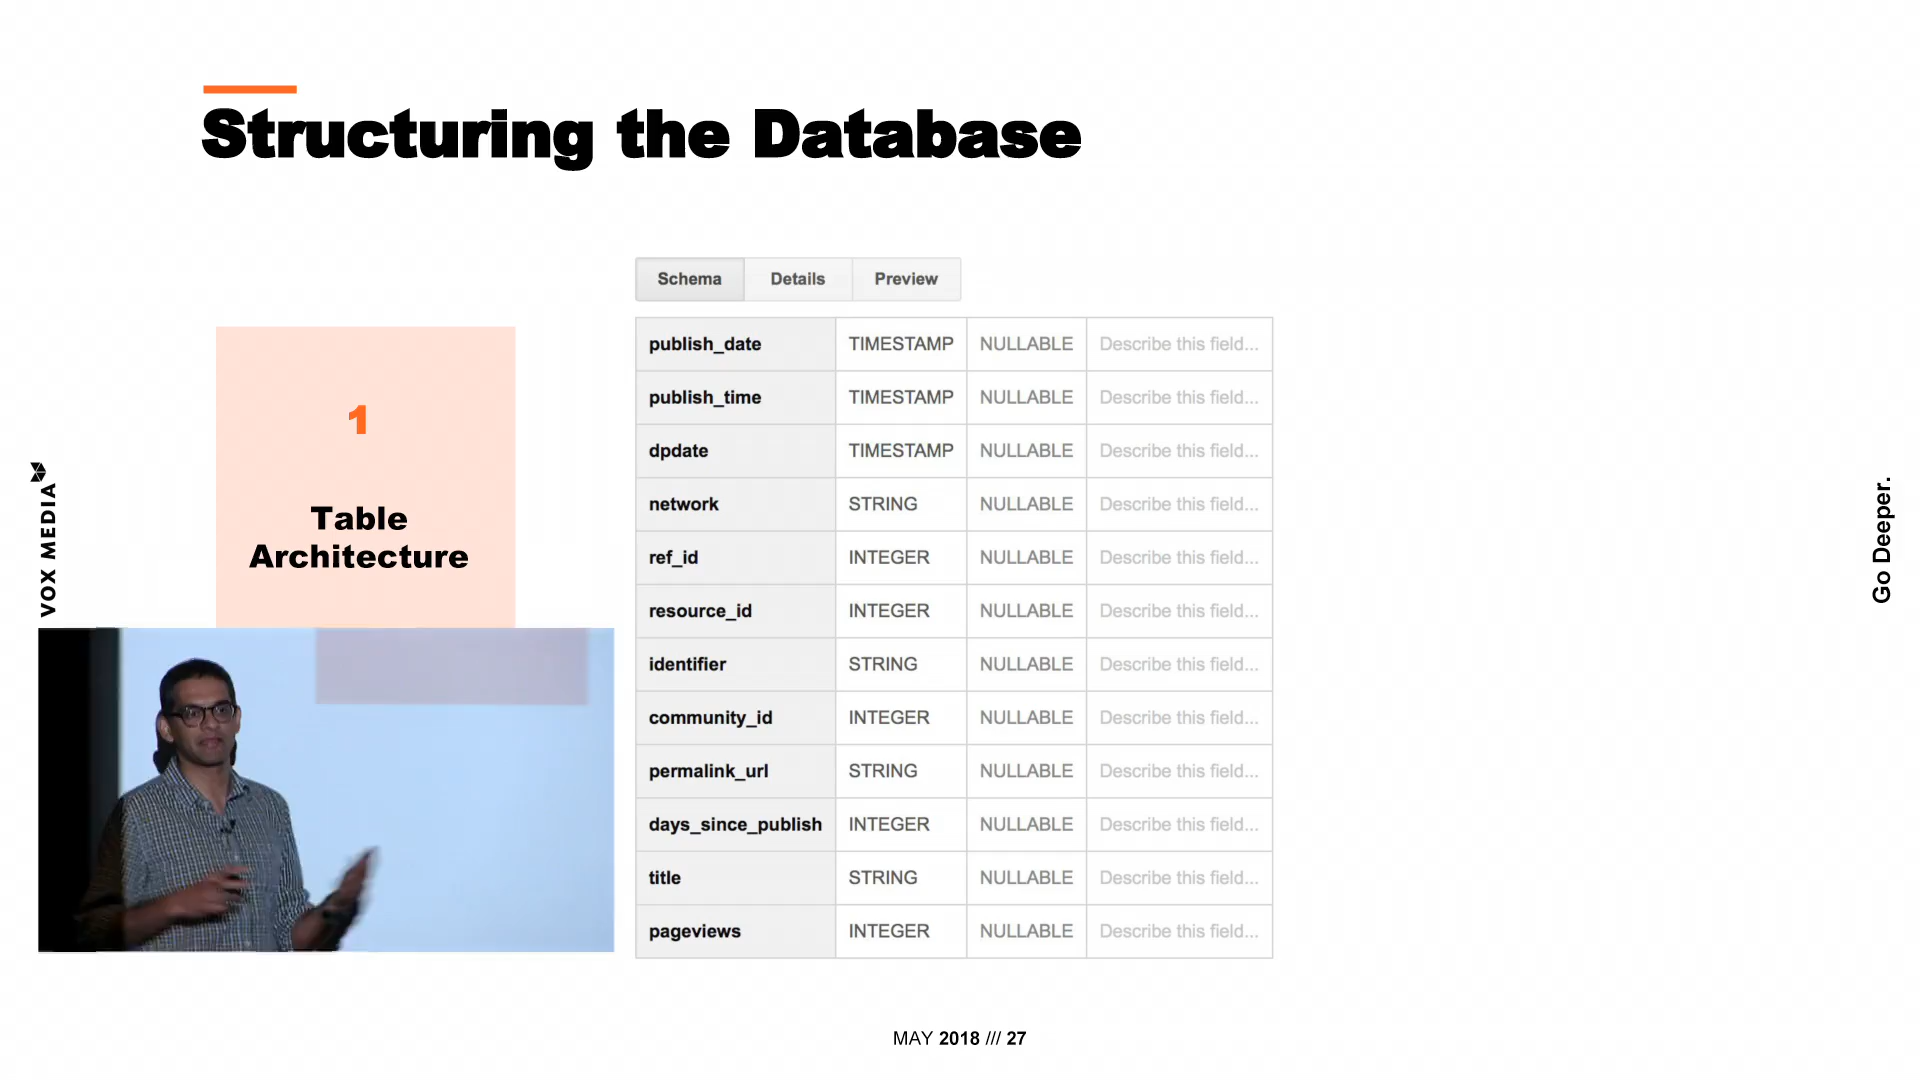 Structuring the Database
Schema Details Preview
1
Table
Architecture
publish_date TIMESTAMP NULLABLE Describe this field...
publish_time TIMESTAMP NULLABLE Describe this field...
dpdate TIMESTAMP NULLABLE Describe this field...
network STRING NULLABLE Describe this field...
ref_id INTEGER NULLABLE Describe this field...
resource_id INTEGER NULLABLE Describe this field...
identifier STRING NULLABLE Describe this field...
community_id INTEGER NULLABLE Describe this field...
permalink_url STRING NULLABLE Describe this field...
days_since_publish INTEGER NULLABLE Describe this field...
title STRING NULLABLE Describe this field...
pageviews INTEGER NULLABLE Describe this field...
VOX MEDIA
Go Deeper.
MAY 2018 /// 27